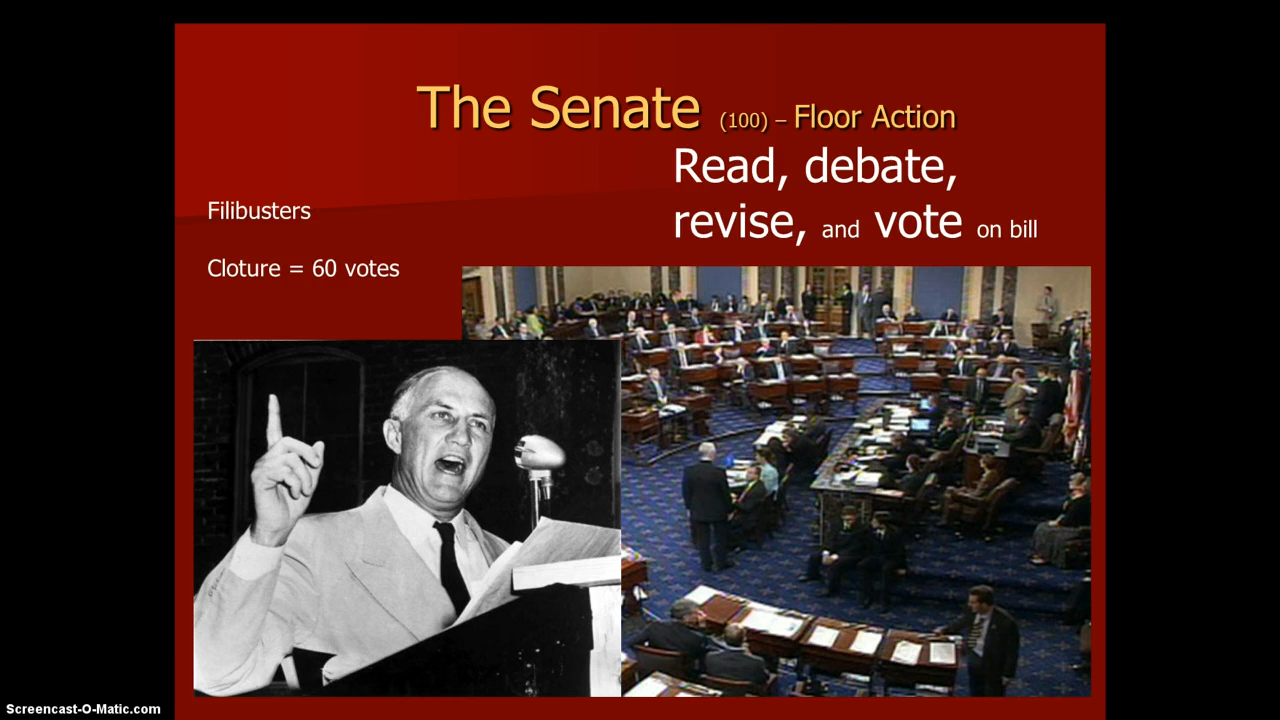 The Senate (100) – Floor Action
Read, debate,
revise, and vote on bill
Filibusters
Cloture = 60 votes
Screencast-O-Matic.com